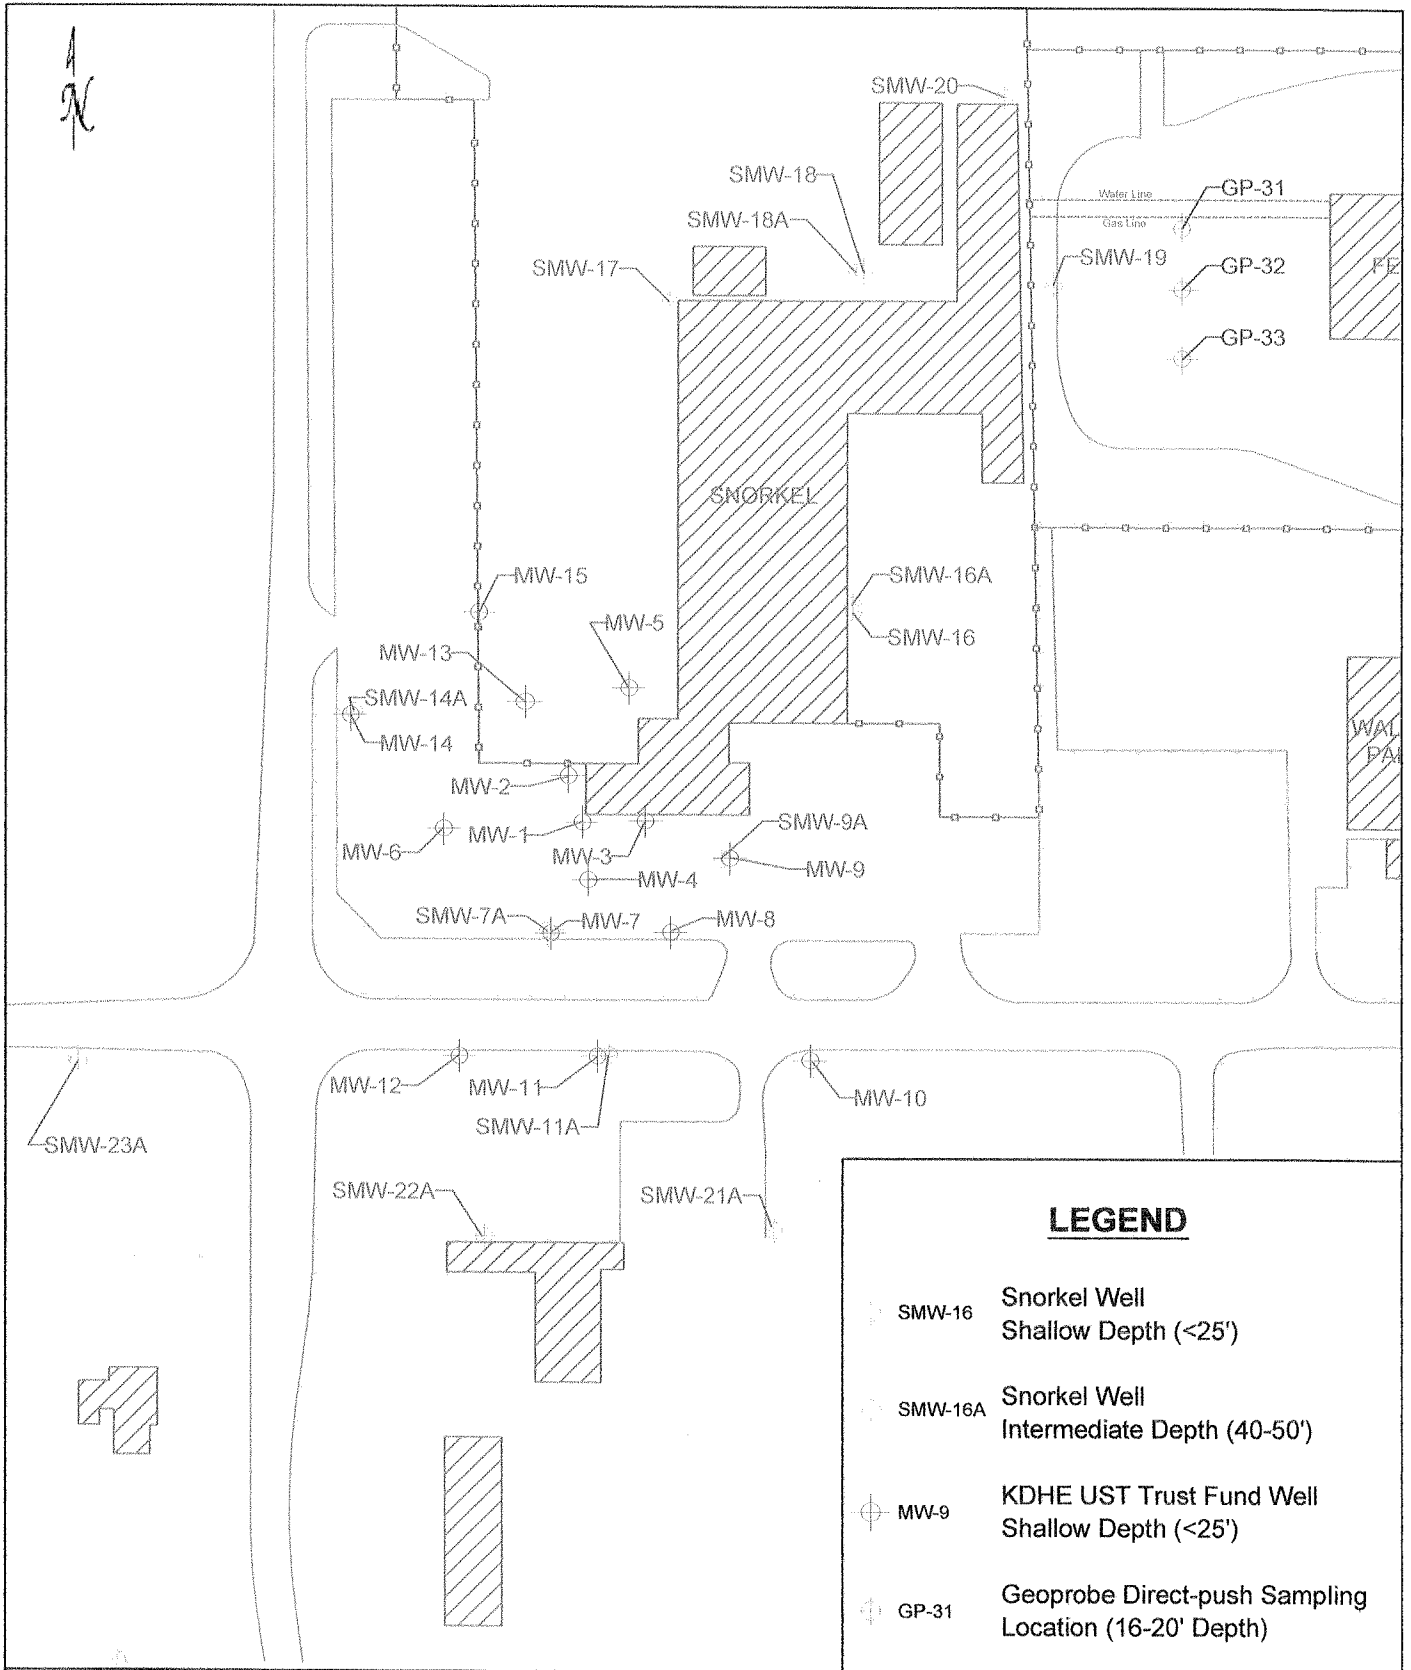 N
SMW-20
SMW-18
SMW-18A
SMW-17
Water Line
Gas Line
GP-31
SMW-19
GP-32
FE
GP-33
SNORKEL
MW-15
SMW-16A
MW-5
SMW-16
MW-13
SMW-14A
MW-14
WAL
PA
MW-2
MW-1
SMW-9A
MW-6
MW-3
MW-9
MW-4
SMW-7A
MW-7
MW-8
MW-12
MW-11
MW-10
SMW-11A
SMW-23A
SMW-22A
SMW-21A
LEGEND
SMW-16 Snorkel Well
Shallow Depth (<25')
SMW-16A Snorkel Well
Intermediate Depth (40-50')
MW-9 KDHE UST Trust Fund Well
Shallow Depth (<25')
GP-31 Geoprobe Direct-push Sampling
Location (16-20' Depth)